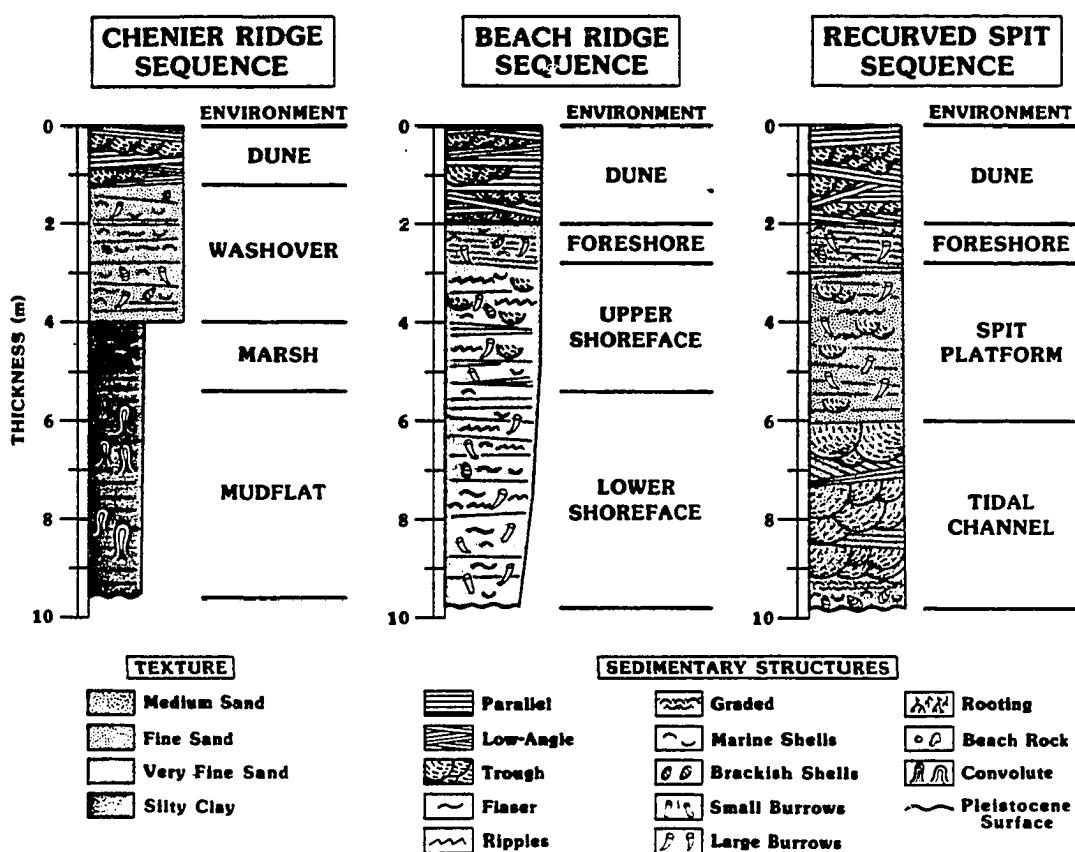 CHENIER RIDGE
SEQUENCE
BEACH RIDGE
SEQUENCE
RECURVED SPIT
SEQUENCE
THICKNESS (m)
0
2
4
6
8
10
ENVIRONMENT
DUNE
WASHOVER
MARSH
MUDFLAT
0
2
4
6
8
10
ENVIRONMENT
DUNE
FORESHORE
UPPER
SHOREFACE
LOWER
SHOREFACE
0
2
4
6
8
10
ENVIRONMENT
DUNE
FORESHORE
SPIT
PLATFORM
TIDAL
CHANNEL
TEXTURE
Medium Sand
Fine Sand
Very Fine Sand
Silty Clay
SEDIMENTARY STRUCTURES
Parallel
Low-Angle
Trough
Flaser
Ripples
Graded
Marine Shells
Brackish Shells
Small Burrows
Large Burrows
Rooting
Beach Rock
Convolute
Pleistocene
Surface